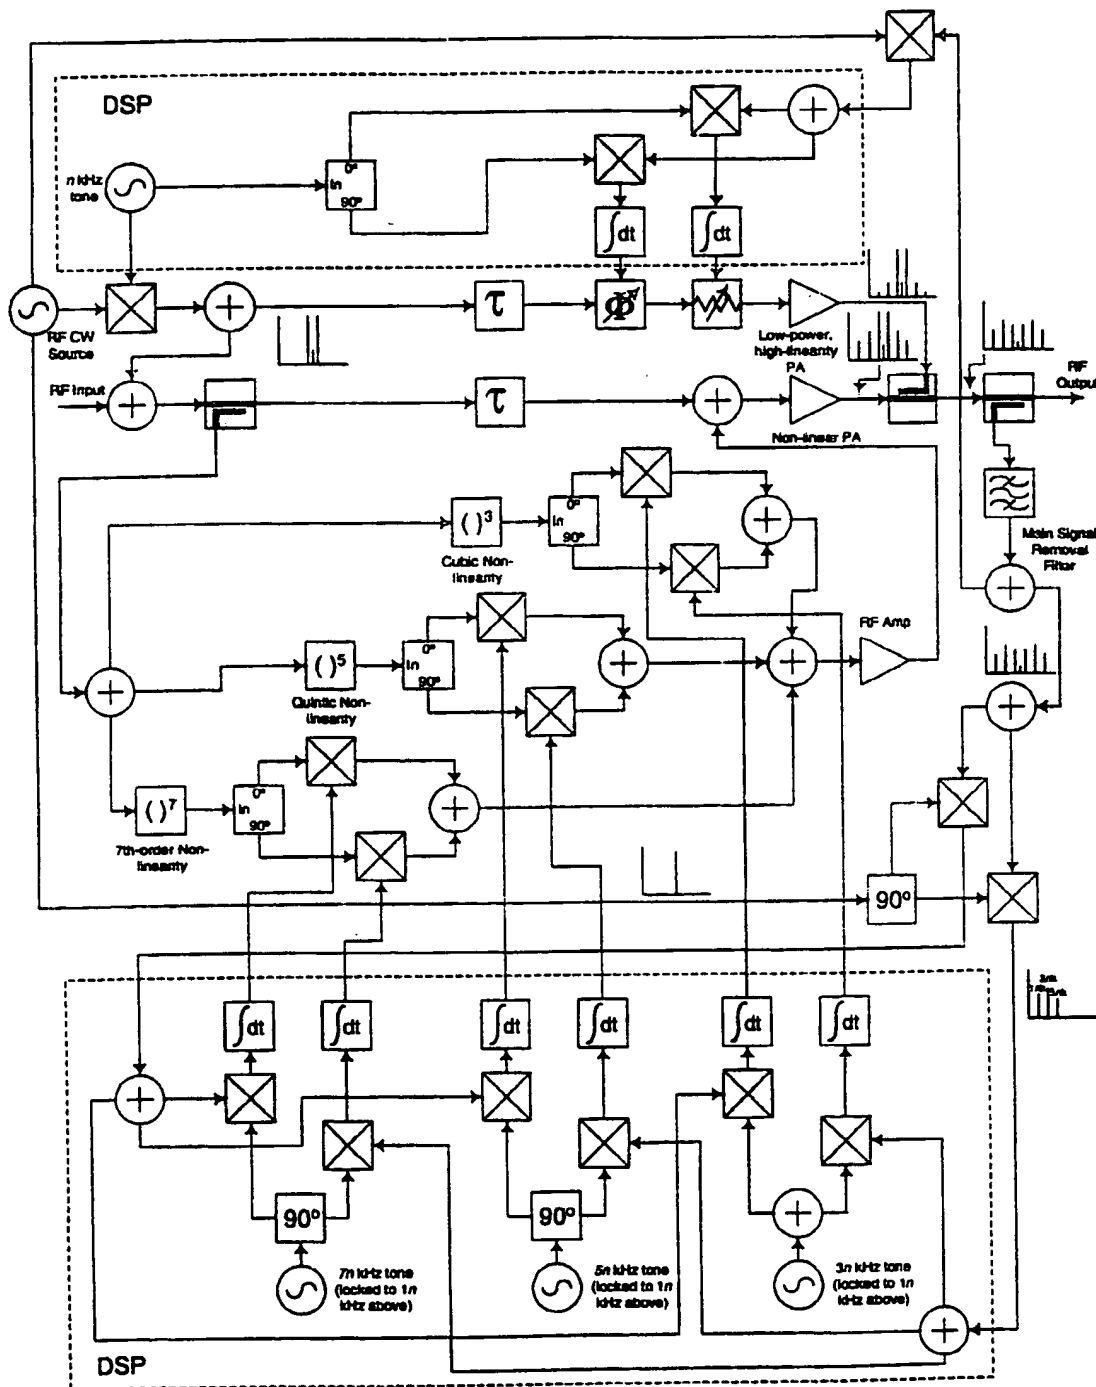 DSP
n kHz
tone
0°
In
90°
∫dt
∫dt
RF CW
Source
τ
Φ
Low-power,
high-linearity
PA
RF Input
τ
Non-linear PA
RF
Output
( )³
Cubic Non-
linearity
0°
In
90°
Main Signal
Removal
Filter
RF Amp
( )⁵
Quintic Non-
linearity
0°
In
90°
( )⁷
7th-order Non-
linearity
0°
In
90°
90°
∫dt
∫dt
∫dt
∫dt
∫dt
∫dt
90°
90°
7n kHz tone
(locked to 1n
kHz above)
5n kHz tone
(locked to 1n
kHz above)
3n kHz tone
(locked to 1n
kHz above)
DSP